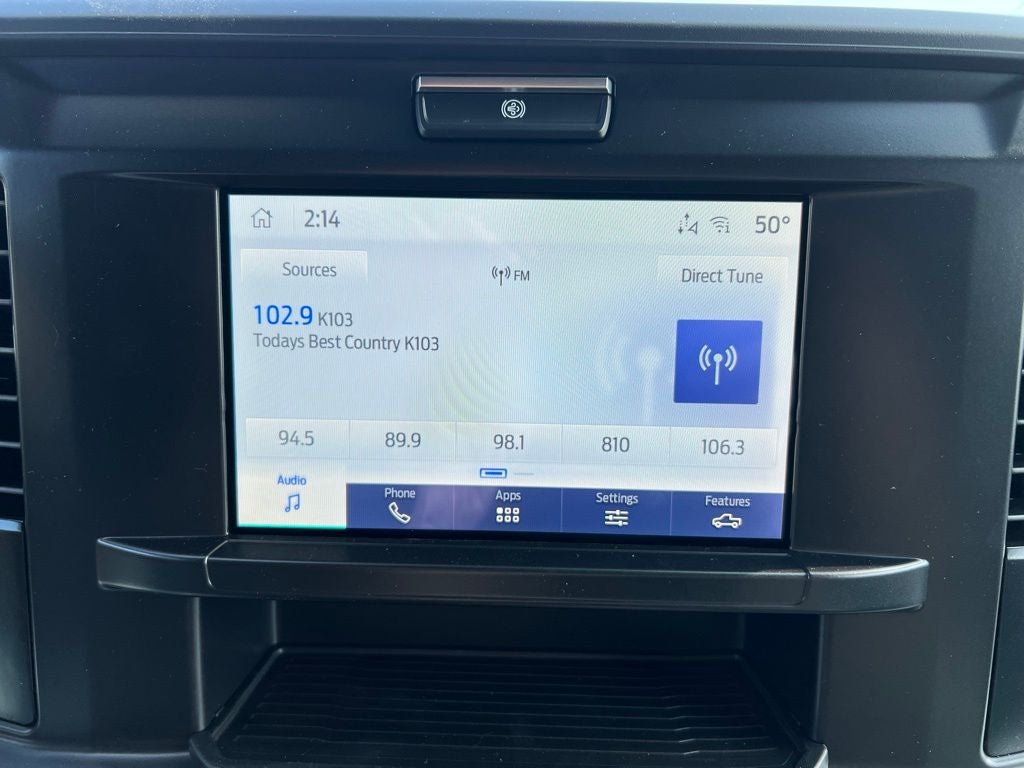 2:14
50°
Sources
FM
Direct Tune
102.9 K103
Todays Best Country K103
94.5
89.9
98.1
810
106.3
Audio
Phone
Apps
Settings
Features